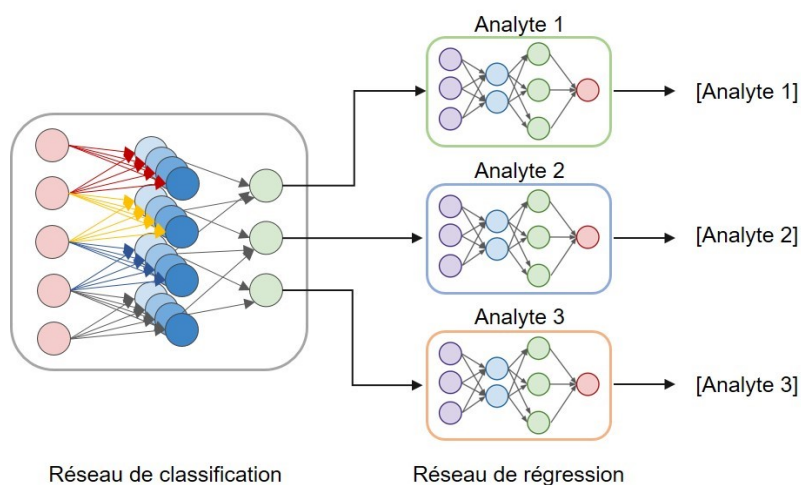 Analyte 1
[Analyte 1]
Analyte 2
[Analyte 2]
Analyte 3
[Analyte 3]
Réseau de classification
Réseau de régression